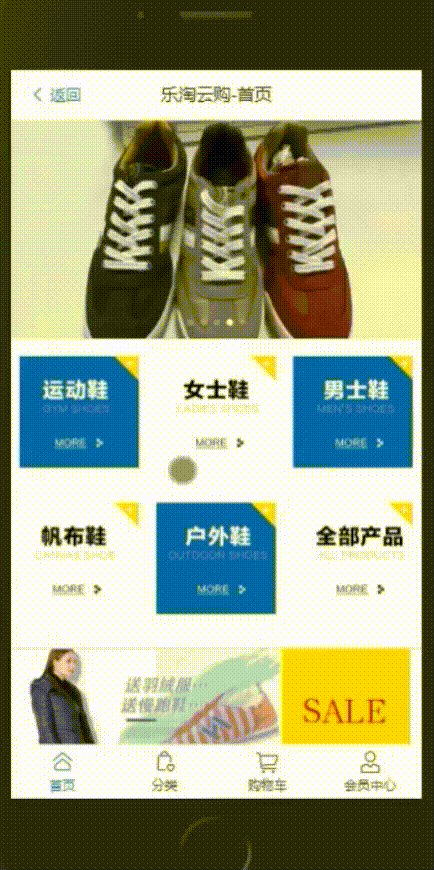 返回
乐淘云购-首页
运动鞋
GYM SHOES
MORE
女士鞋
LADIES SHOES
MORE
男士鞋
MEN'S SHOES
MORE
帆布鞋
CANVAS SHOE
MORE
户外鞋
OUTDOOR SHOES
MORE
全部产品
ALL PRODUCTS
MORE
送羽绒服…
送慢跑鞋…
SALE
首页
分类
购物车
会员中心